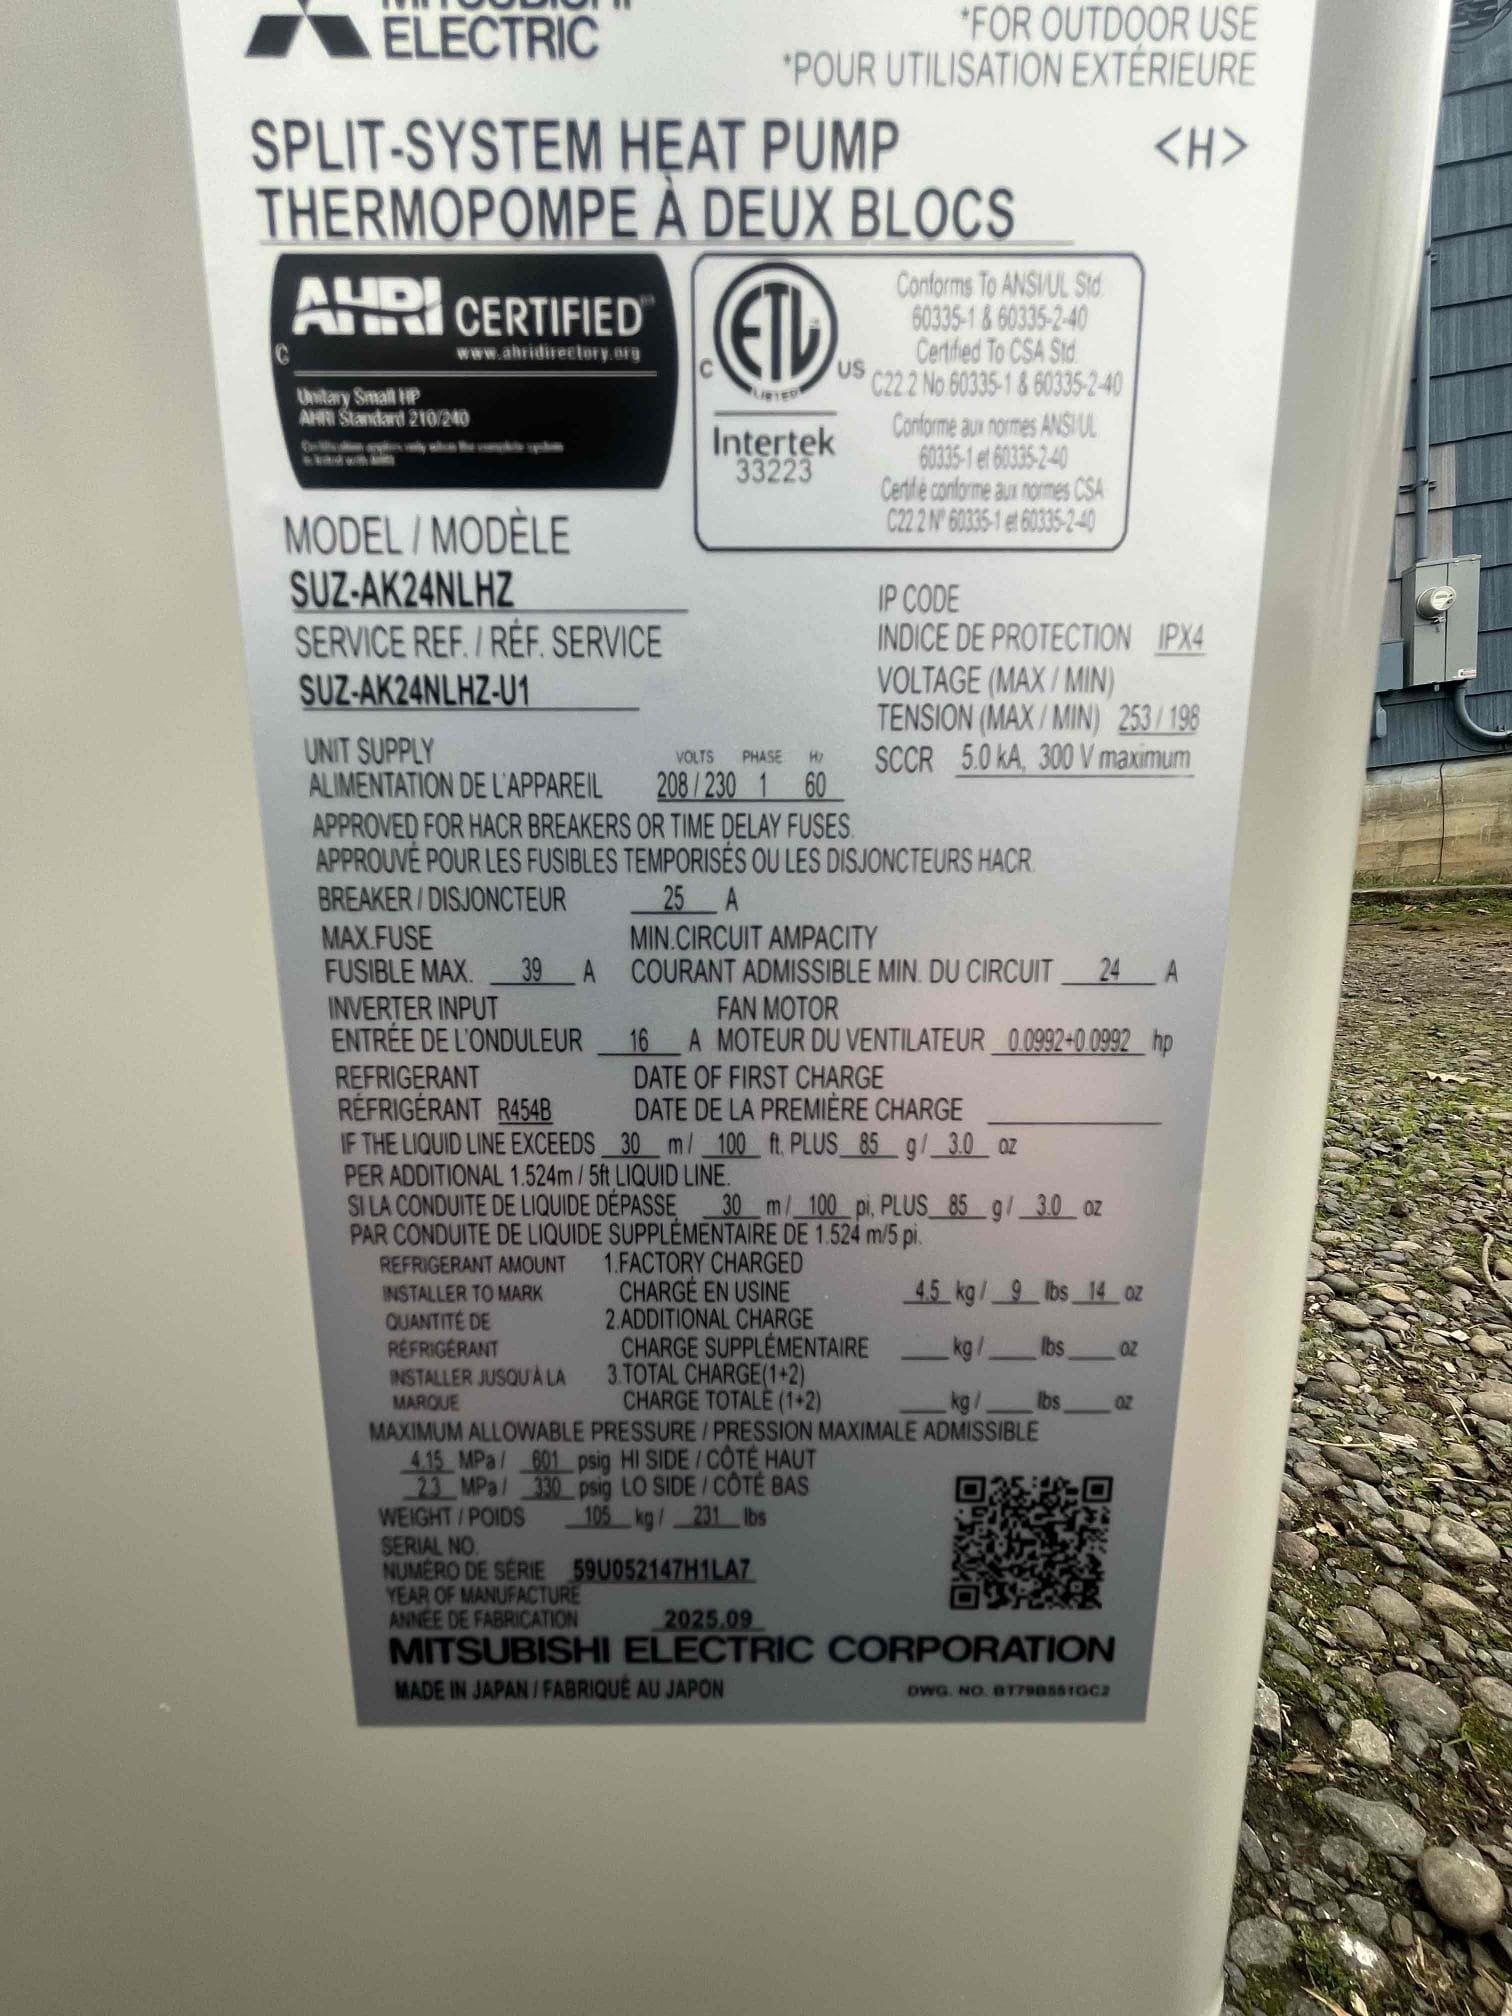 ELECTRIC
*FOR OUTDOOR USE
*POUR UTILISATION EXTÉRIEURE
SPLIT-SYSTEM HEAT PUMP <H>
THERMOPOMPE À DEUX BLOCS
AHRI CERTIFIED
www.ahridirectory.org
C
Unitary Small HP
AHRI Standard 210/240
Certification applies only when the complete system
is listed with AHRI
C ETL US
LISTED
Intertek
33223
Conforms To ANSI/UL Std.
60335-1 & 60335-2-40
Certified To CSA Std.
C22.2 No.60335-1 & 60335-2-40
Conforme aux normes ANSI/UL
60335-1 et 60335-2-40
Certifié conforme aux normes CSA
C22.2 N° 60335-1 et 60335-2-40
MODEL / MODÈLE
SUZ-AK24NLHZ
SERVICE REF. / RÉF. SERVICE
SUZ-AK24NLHZ-U1
IP CODE
INDICE DE PROTECTION IPX4
VOLTAGE (MAX / MIN)
TENSION (MAX / MIN) 253 / 198
SCCR 5.0 kA, 300 V maximum
UNIT SUPPLY VOLTS PHASE Hz
ALIMENTATION DE L'APPAREIL 208 / 230 1 60
APPROVED FOR HACR BREAKERS OR TIME DELAY FUSES.
APPROUVÉ POUR LES FUSIBLES TEMPORISÉS OU LES DISJONCTEURS HACR.
BREAKER / DISJONCTEUR 25 A
MAX.FUSE MIN.CIRCUIT AMPACITY
FUSIBLE MAX. 39 A COURANT ADMISSIBLE MIN. DU CIRCUIT 24 A
INVERTER INPUT FAN MOTOR
ENTRÉE DE L'ONDULEUR 16 A MOTEUR DU VENTILATEUR 0.0992+0.0992 hp
REFRIGERANT DATE OF FIRST CHARGE
RÉFRIGÉRANT R454B DATE DE LA PREMIÈRE CHARGE
IF THE LIQUID LINE EXCEEDS 30 m / 100 ft, PLUS 85 g / 3.0 oz
PER ADDITIONAL 1.524m / 5ft LIQUID LINE.
SI LA CONDUITE DE LIQUIDE DÉPASSE 30 m / 100 pi, PLUS 85 g / 3.0 oz
PAR CONDUITE DE LIQUIDE SUPPLÉMENTAIRE DE 1.524 m/5 pi.
REFRIGERANT AMOUNT 1.FACTORY CHARGED
INSTALLER TO MARK CHARGÉ EN USINE 4.5 kg / 9 lbs 14 oz
QUANTITÉ DE 2.ADDITIONAL CHARGE
RÉFRIGÉRANT CHARGE SUPPLÉMENTAIRE kg / lbs oz
INSTALLER JUSQU'À LA 3.TOTAL CHARGE(1+2)
MARQUE CHARGE TOTALE (1+2) kg / lbs oz
MAXIMUM ALLOWABLE PRESSURE / PRESSION MAXIMALE ADMISSIBLE
4.15 MPa / 601 psig HI SIDE / CÔTÉ HAUT
2.3 MPa / 330 psig LO SIDE / CÔTÉ BAS
WEIGHT / POIDS 105 kg / 231 lbs
SERIAL NO.
NUMÉRO DE SÉRIE 59U052147H1LA7
YEAR OF MANUFACTURE
ANNÉE DE FABRICATION 2025.09
MITSUBISHI ELECTRIC CORPORATION
MADE IN JAPAN / FABRIQUÉ AU JAPON DWG. NO. BT79B551GC2